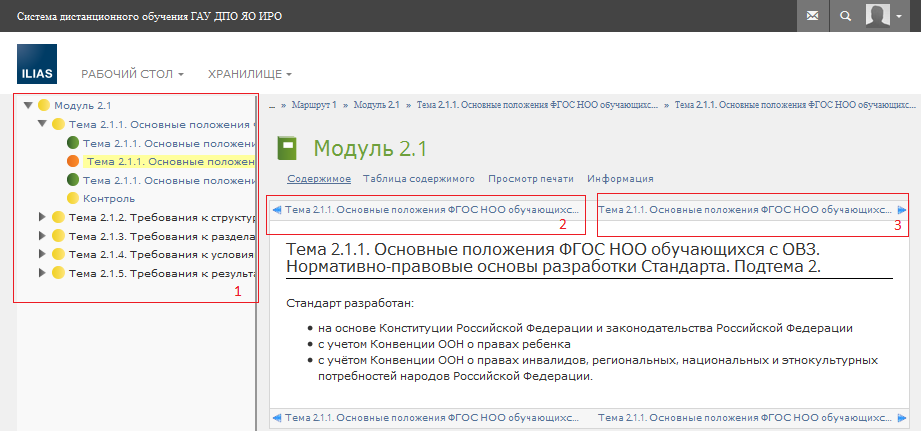 Система дистанционого обучения ГАУ ДПО ЯО ИРО
ILIAS
РАБОЧИЙ СТОЛ
ХРАНИЛИЩЕ
Модуль 2.1
Тема 2.1.1. Основные положения Ф
Тема 2.1.1. Основные положени
Тема 2.1.1. Основные положен
Тема 2.1.1. Основные положени
Контроль
Тема 2.1.2. Требования к структур
Тема 2.1.3. Требования к раздела
Тема 2.1.4. Требования к условия
Тема 2.1.5. Требования к результа
1
... » Маршрут 1 » Модуль 2.1 » Тема 2.1.1. Основные положения ФГОС НОО обучающихс... » Тема 2.1.1. Основные положения ФГОС НОО обучающихс...
Модуль 2.1
Содержимое Таблица содержимого Просмотр печати Информация
Тема 2.1.1. Основные положения ФГОС НОО обучающихс...
2
Тема 2.1.1. Основные положения ФГОС НОО обучающихс...
3
Тема 2.1.1. Основные положения ФГОС НОО обучающихся с ОВЗ.
Нормативно-правовые основы разработки Стандарта. Подтема 2.
Стандарт разработан:
• на основе Конституции Российской Федерации и законодательства Российской Федерации
• с учетом Конвенции ООН о правах ребенка
• с учётом Конвенции ООН о правах инвалидов, региональных, национальных и этнокультурных
потребностей народов Российской Федерации.
Тема 2.1.1. Основные положения ФГОС НОО обучающихс...
Тема 2.1.1. Основные положения ФГОС НОО обучающихс...